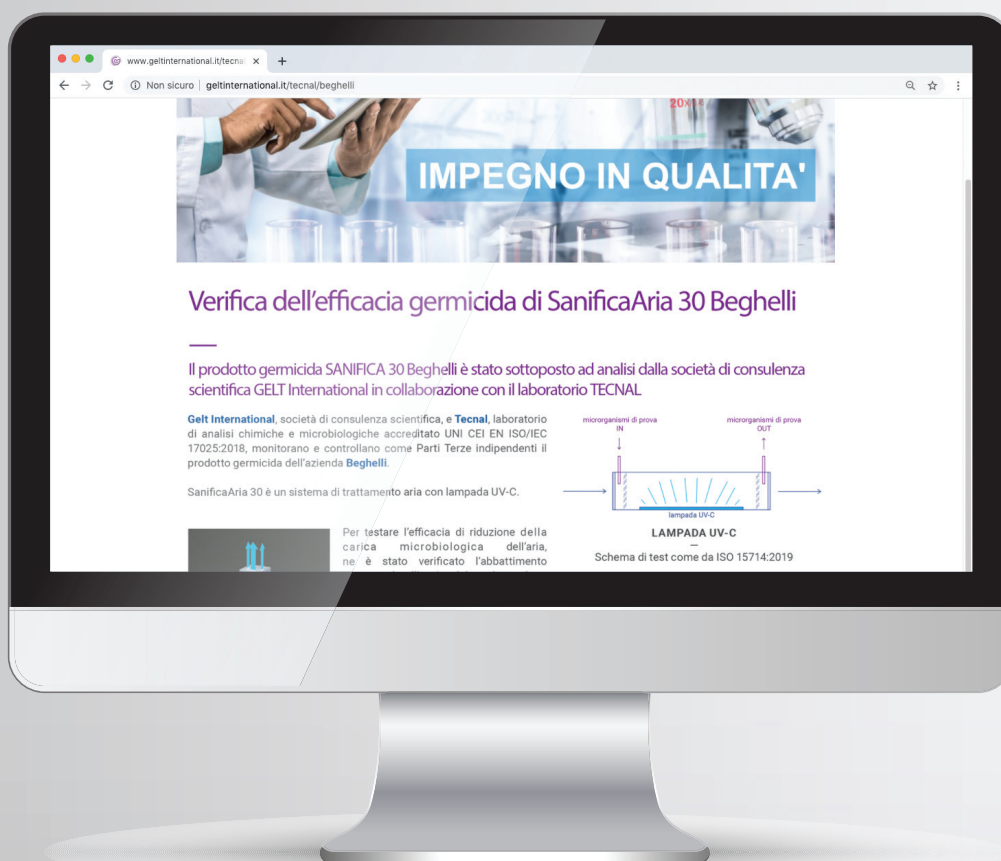 www.geltinternational.it/tecna
Non sicuro geltinternational.it/tecnal/beghelli
20x
IMPEGNO IN QUALITA'
Verifica dell'efficacia germicida di SanificaAria 30 Beghelli
Il prodotto germicida SANIFICA 30 Beghelli è stato sottoposto ad analisi dalla società di consulenza
scientifica GELT International in collaborazione con il laboratorio TECNAL
Gelt International, società di consulenza scientifica, e Tecnal, laboratorio
di analisi chimiche e microbiologiche accreditato UNI CEI EN ISO/IEC
17025:2018, monitorano e controllano come Parti Terze indipendenti il
prodotto germicida dell'azienda Beghelli.
SanificaAria 30 è un sistema di trattamento aria con lampada UV-C.
Per testare l'efficacia di riduzione della
carica microbiologica dell'aria,
ne è stato verificato l'abbattimento
microrganismi di prova
IN
microrganismi di prova
OUT
lampada UV-C
LAMPADA UV-C
Schema di test come da ISO 15714:2019